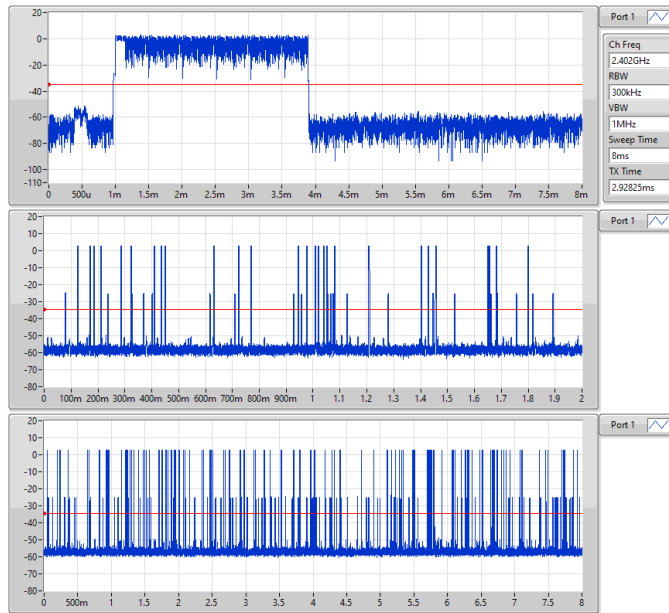 20
0
-20
-40
-60
-80
-100
-110
0 500u 1m 1.5m 2m 2.5m 3m 3.5m 4m 4.5m 5m 5.5m 6m 6.5m 7m 7.5m 8m
Port 1
Ch Freq
2.402GHz
RBW
300kHz
VBW
1MHz
Sweep Time
8ms
TX Time
2.92825ms
20
10
0
-10
-20
-30
-40
-50
-60
-70
-80
0 100m 200m 300m 400m 500m 600m 700m 800m 900m 1 1.1 1.2 1.3 1.4 1.5 1.6 1.7 1.8 1.9 2
Port 1
20
10
0
-10
-20
-30
-40
-50
-60
-70
-80
0 500m 1 1.5 2 2.5 3 3.5 4 4.5 5 5.5 6 6.5 7 7.5 8
Port 1